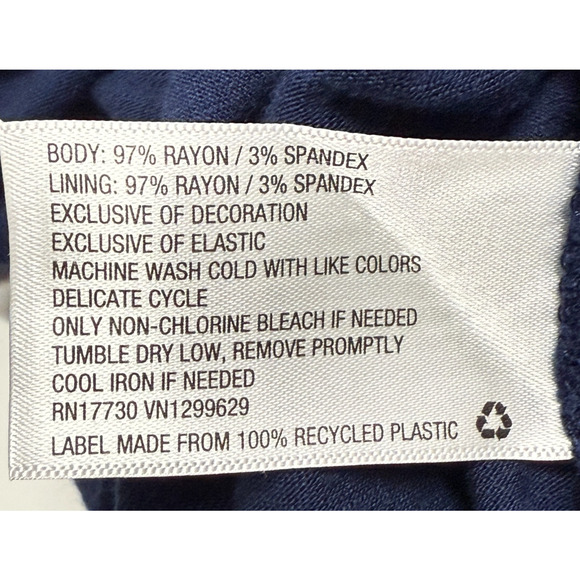 BODY: 97% RAYON / 3% SPANDEX
LINING: 97% RAYON / 3% SPANDEX
EXCLUSIVE OF DECORATION
EXCLUSIVE OF ELASTIC
MACHINE WASH COLD WITH LIKE COLORS
DELICATE CYCLE
ONLY NON-CHLORINE BLEACH IF NEEDED
TUMBLE DRY LOW, REMOVE PROMPTLY
COOL IRON IF NEEDED
RN17730 VN1299629
LABEL MADE FROM 100% RECYCLED PLASTIC